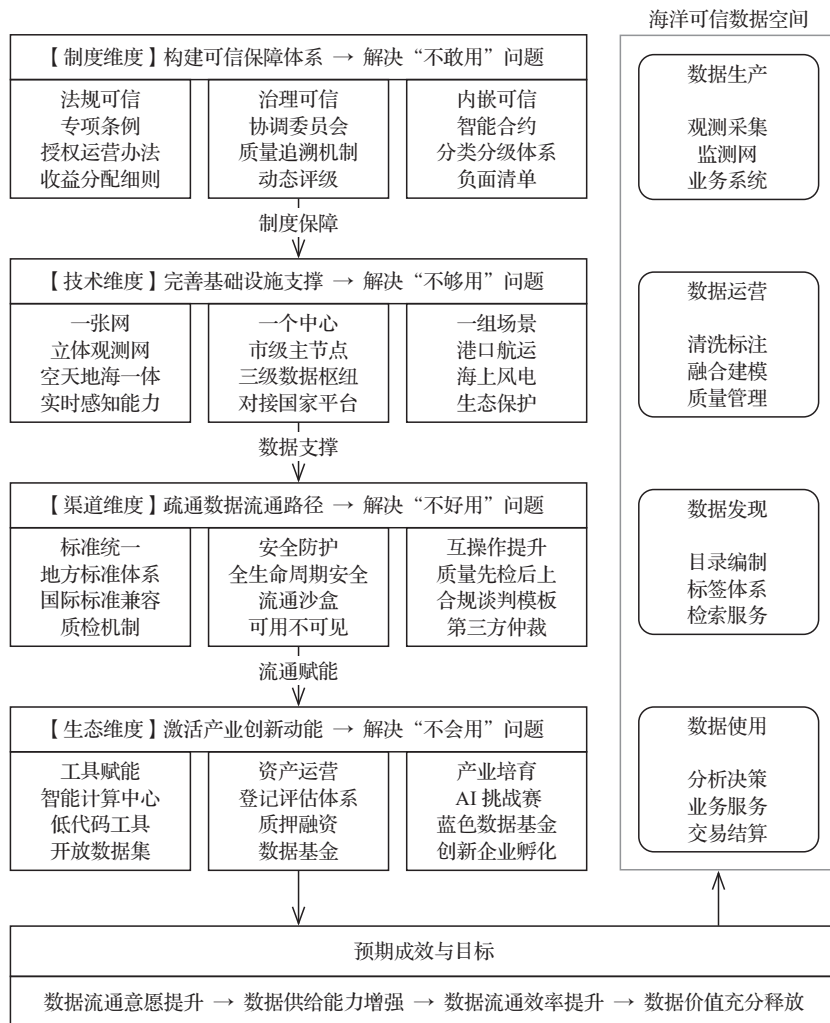 【制度维度】构建可信保障体系 → 解决“不敢用”问题
法规可信
专项条例
授权运营办法
收益分配细则
治理可信
协调委员会
质量追溯机制
动态评级
内嵌可信
智能合约
分类分级体系
负面清单
制度保障
【技术维度】完善基础设施支撑 → 解决“不够用”问题
一张网
立体观测网
空天地海一体
实时感知能力
一个中心
市级主节点
三级数据枢纽
对接国家平台
一组场景
港口航运
海上风电
生态保护
数据支撑
【渠道维度】疏通数据流通路径 → 解决“不好用”问题
标准统一
地方标准体系
国际标准兼容
质检机制
安全防护
全生命周期安全
流通沙盒
可用不可见
互操作提升
质量先检后上
合规谈判模板
第三方仲裁
流通赋能
【生态维度】激活产业创新动能 → 解决“不会用”问题
工具赋能
智能计算中心
低代码工具
开放数据集
资产运营
登记评估体系
质押融资
数据基金
产业培育
AI 挑战赛
蓝色数据基金
创新企业孵化
海洋可信数据空间
数据生产
观测采集
监测网
业务系统
数据运营
清洗标注
融合建模
质量管理
数据发现
目录编制
标签体系
检索服务
数据使用
分析决策
业务服务
交易结算
预期成效与目标
数据流通意愿提升 → 数据供给能力增强 → 数据流通效率提升 → 数据价值充分释放